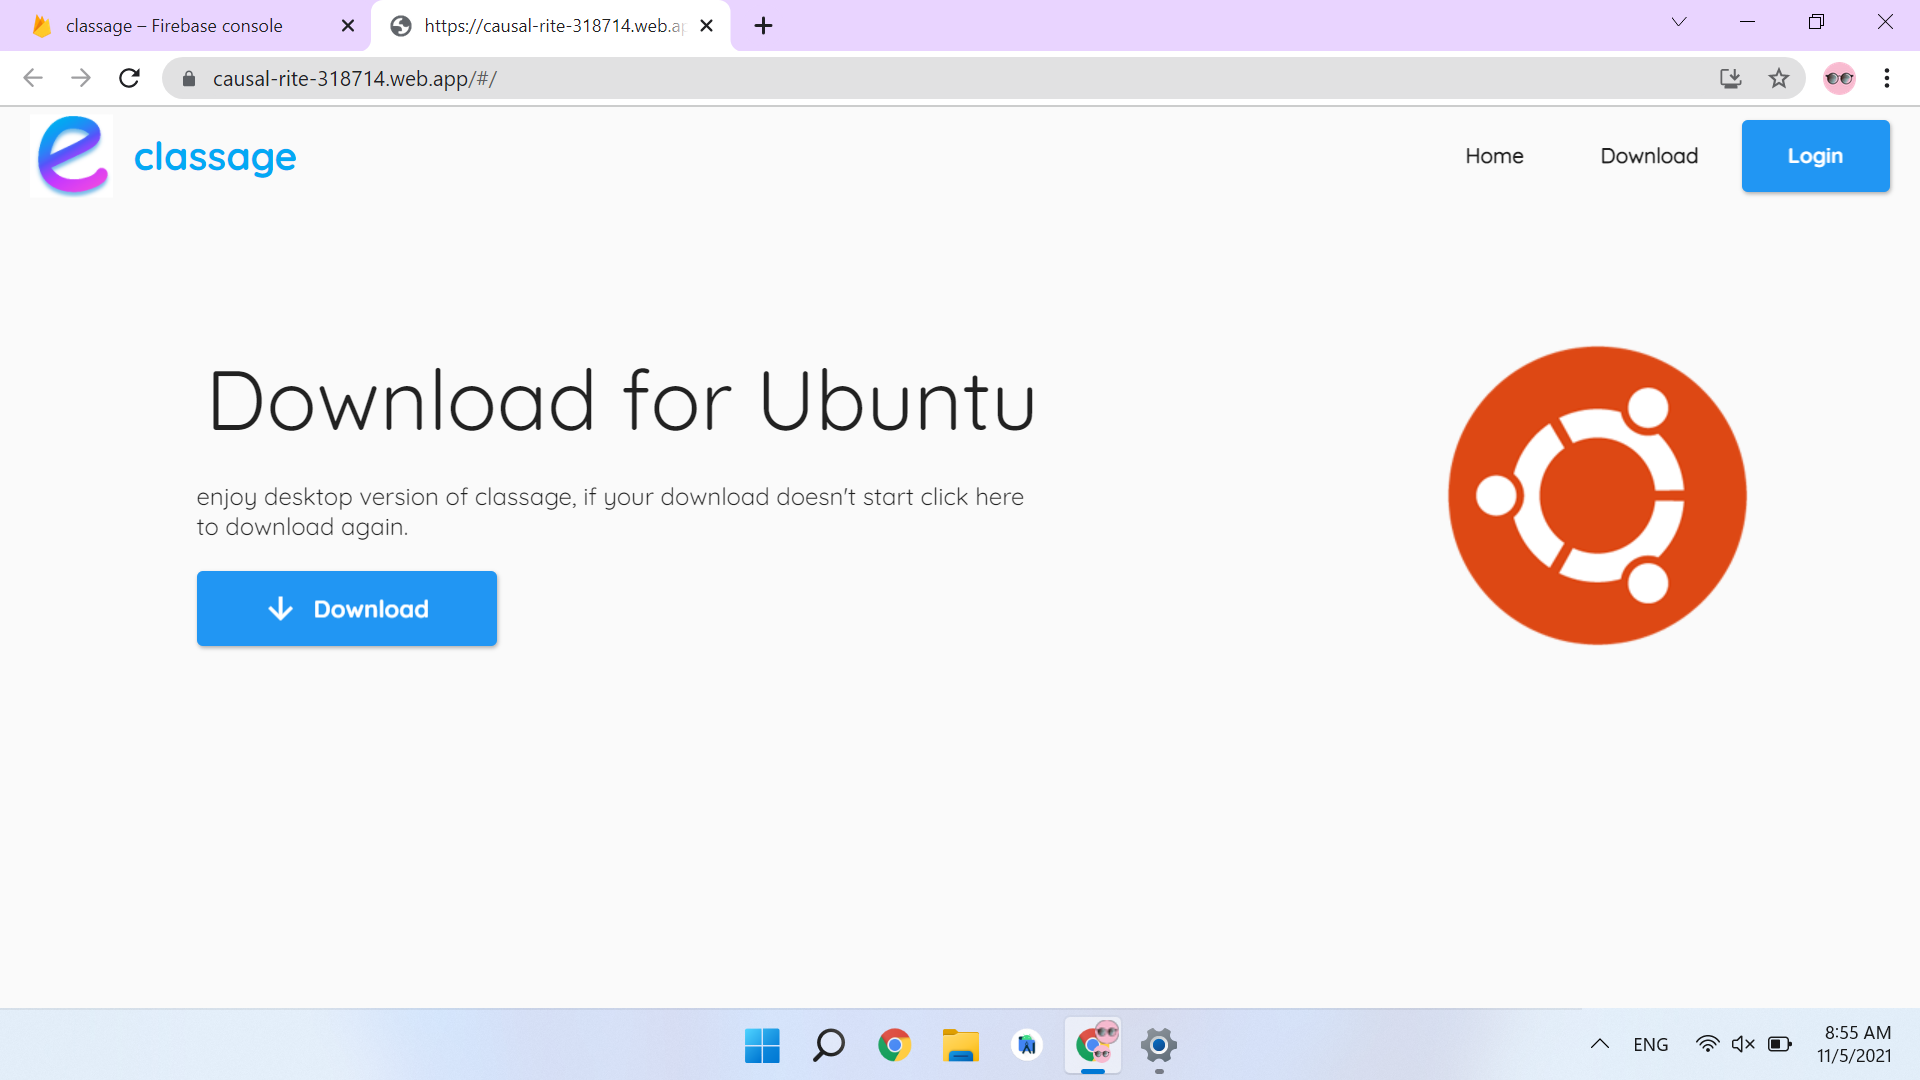 classage – Firebase console
https://causal-rite-318714.web.ap
causal-rite-318714.web.app/#/
classage
Home
Download
Login
Download for Ubuntu
enjoy desktop version of classage, if your download doesn't start click here
to download again.
Download
ENG
8:55 AM
11/5/2021